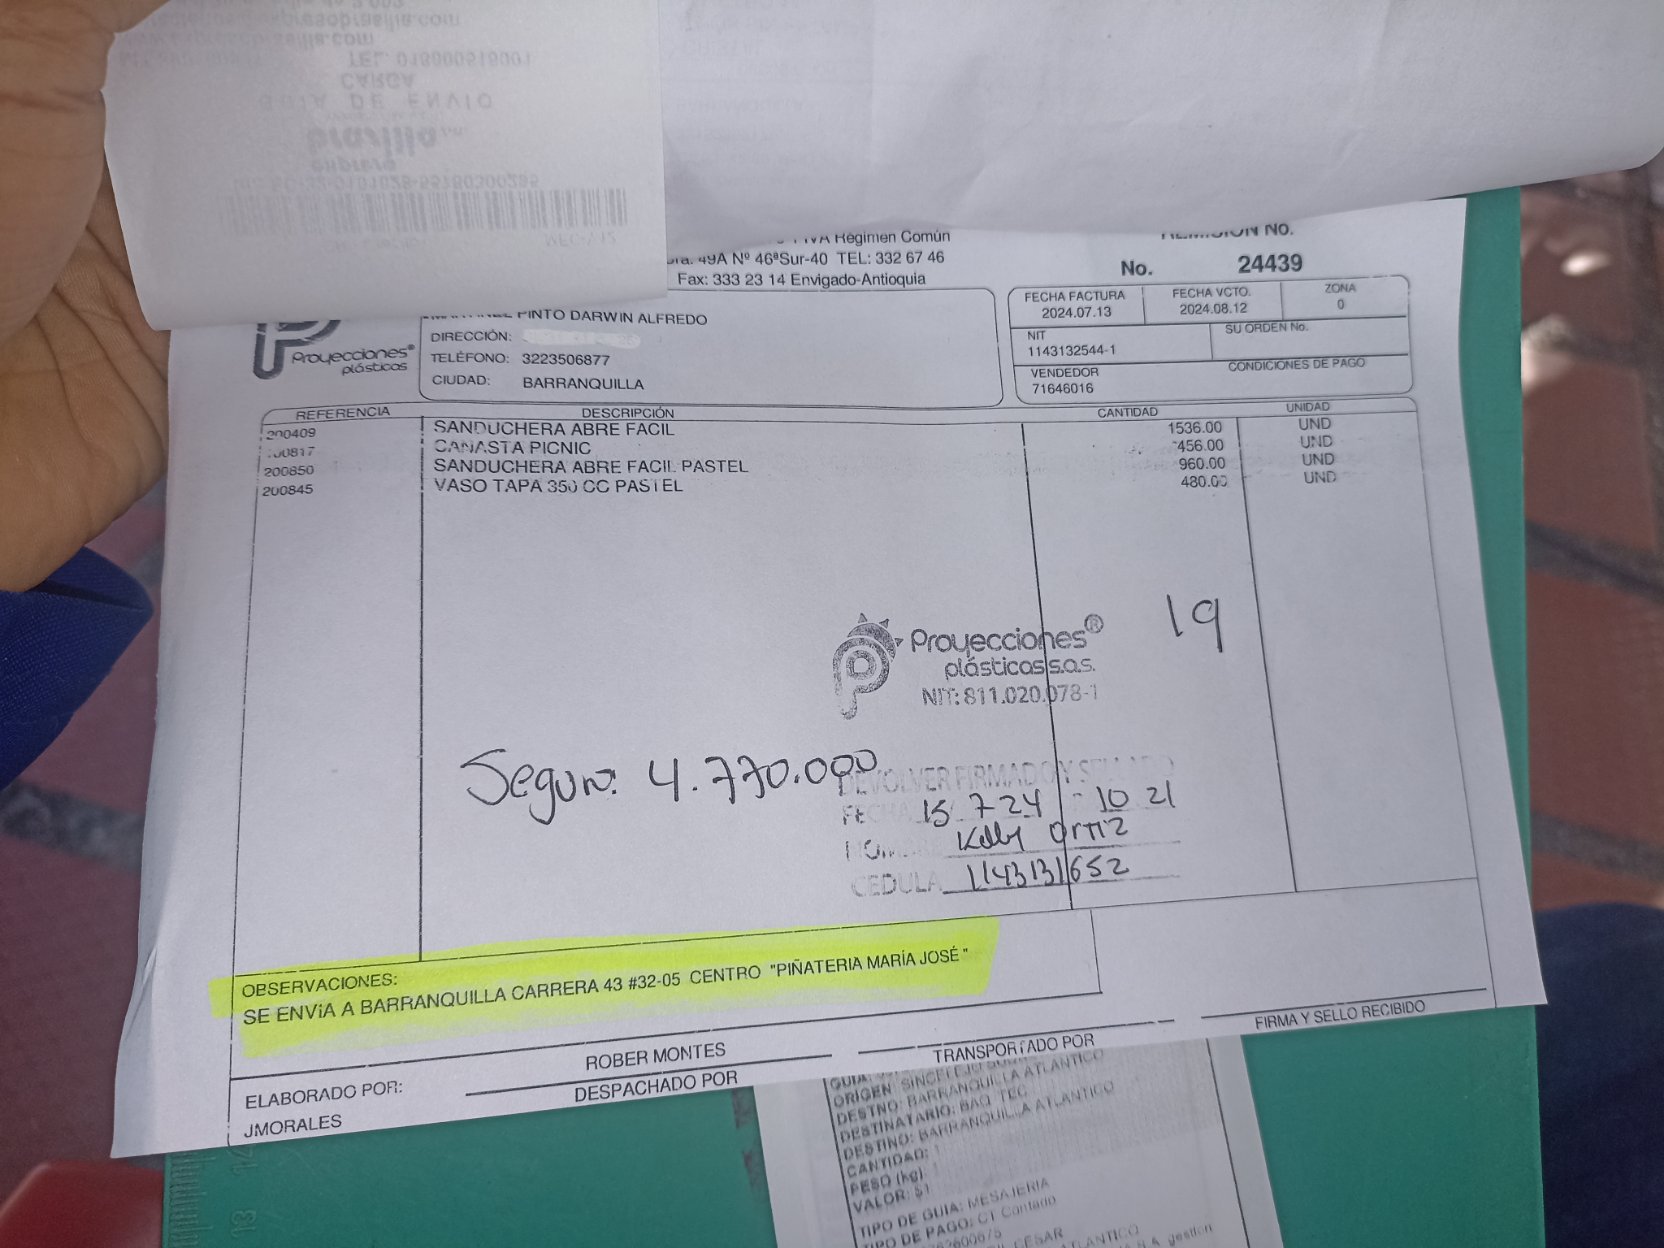 TEL: 018000919001
CARGA
GUIA DE ENVIO
brasilia
IVA Régimen Común
49A Nº 46ªSur-40 TEL: 332 67 46
Fax: 333 23 14 Envigado-Antioquia
No.
No. 24439
FECHA FACTURA FECHA VCTO. ZONA
2024.07.13 2024.08.12 0
NIT SU ORDEN No.
1143132544-1
VENDEDOR CONDICIONES DE PAGO
71646016
Proyecciones®
plásticos
PINTO DARWIN ALFREDO
DIRECCIÓN:
TELÉFONO: 3223506877
CIUDAD: BARRANQUILLA
REFERENCIA DESCRIPCIÓN CANTIDAD UNIDAD
200409 SANDUCHERA ABRE FACIL 1536.00 UND
CANASTA PICNIC 456.00 UND
200850 SANDUCHERA ABRE FACIL PASTEL 960.00 UND
200845 VASO TAPA 350 CC PASTEL 480.00 UND
19
Proyecciones®
plásticos s.a.s.
NIT: 811.020.078-1
Seguro: 4.770.000
DEVOLVER FIRMADO Y
15 7 24 10 21
Kelly Ortiz
CEDULA 1143131652
OBSERVACIONES:
SE ENVíA A BARRANQUILLA CARRERA 43 #32-05 CENTRO "PIÑATERIA MARÍA JOSÉ"
ROBER MONTES
ELABORADO POR: DESPACHADO POR TRANSPORTADO POR FIRMA Y SELLO RECIBIDO
JMORALES
ORIGEN: SINCELEJO
DESTNO: BARRANQUILLA ATLANTICO
DESTINATARIO: BAQ TEC
DESTINO: BARRANQUILLA ATLANTICO
CANTIDAD: 1
PESO (kg):
VALOR: $1
TIPO DE GUIA: MESAJERIA
TIPO DE PAGO: CT Contado
CESAR
gestion
13